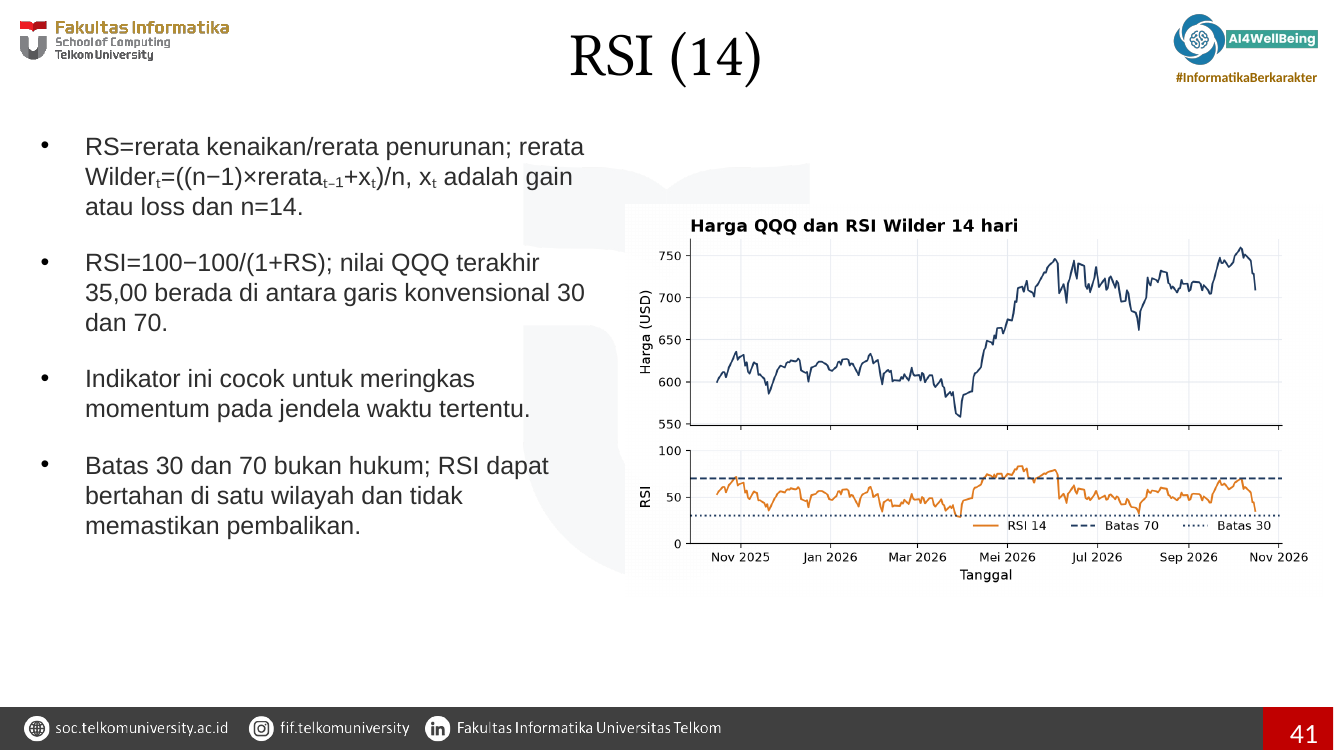 Fakultas Informatika
School of Computing
Telkom University
RSI (14)
AI4WellBeing
#InformatikaBerkarakter
• RS=rerata kenaikan/rerata penurunan; rerata
Wilderₜ=((n−1)×rerataₜ₋₁+xₜ)/n, xₜ adalah gain
atau loss dan n=14.
• RSI=100−100/(1+RS); nilai QQQ terakhir
35,00 berada di antara garis konvensional 30
dan 70.
• Indikator ini cocok untuk meringkas
momentum pada jendela waktu tertentu.
• Batas 30 dan 70 bukan hukum; RSI dapat
bertahan di satu wilayah dan tidak
memastikan pembalikan.
Harga QQQ dan RSI Wilder 14 hari
Harga (USD)
750
700
650
600
550
RSI
100
50
0
RSI 14 Batas 70 Batas 30
Nov 2025 Jan 2026 Mar 2026 Mei 2026 Jul 2026 Sep 2026 Nov 2026
Tanggal
soc.telkomuniversity.ac.id fif.telkomuniversity in Fakultas Informatika Universitas Telkom
41